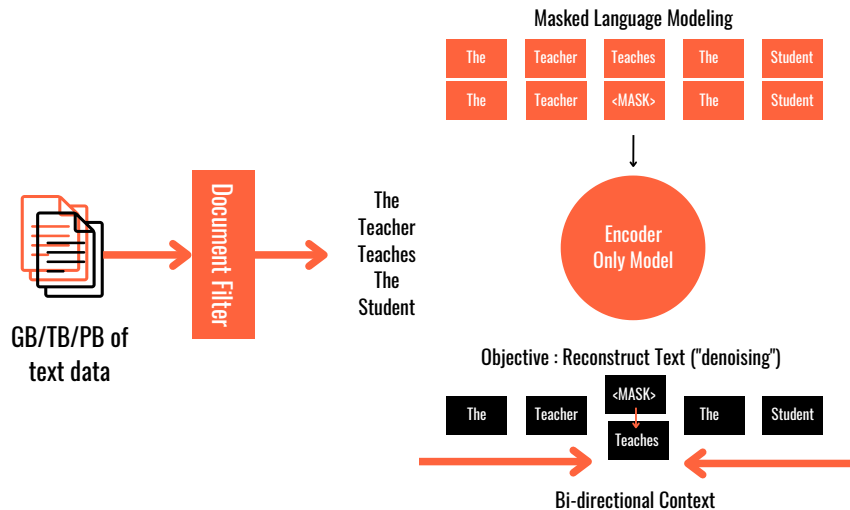 Masked Language Modeling
The Teacher Teaches The Student
The Teacher <MASK> The Student
GB/TB/PB of
text data
Document Filter
The
Teacher
Teaches
The
Student
Encoder
Only Model
Objective : Reconstruct Text ("denoising")
<MASK>
The Teacher The Student
Teaches
Bi-directional Context